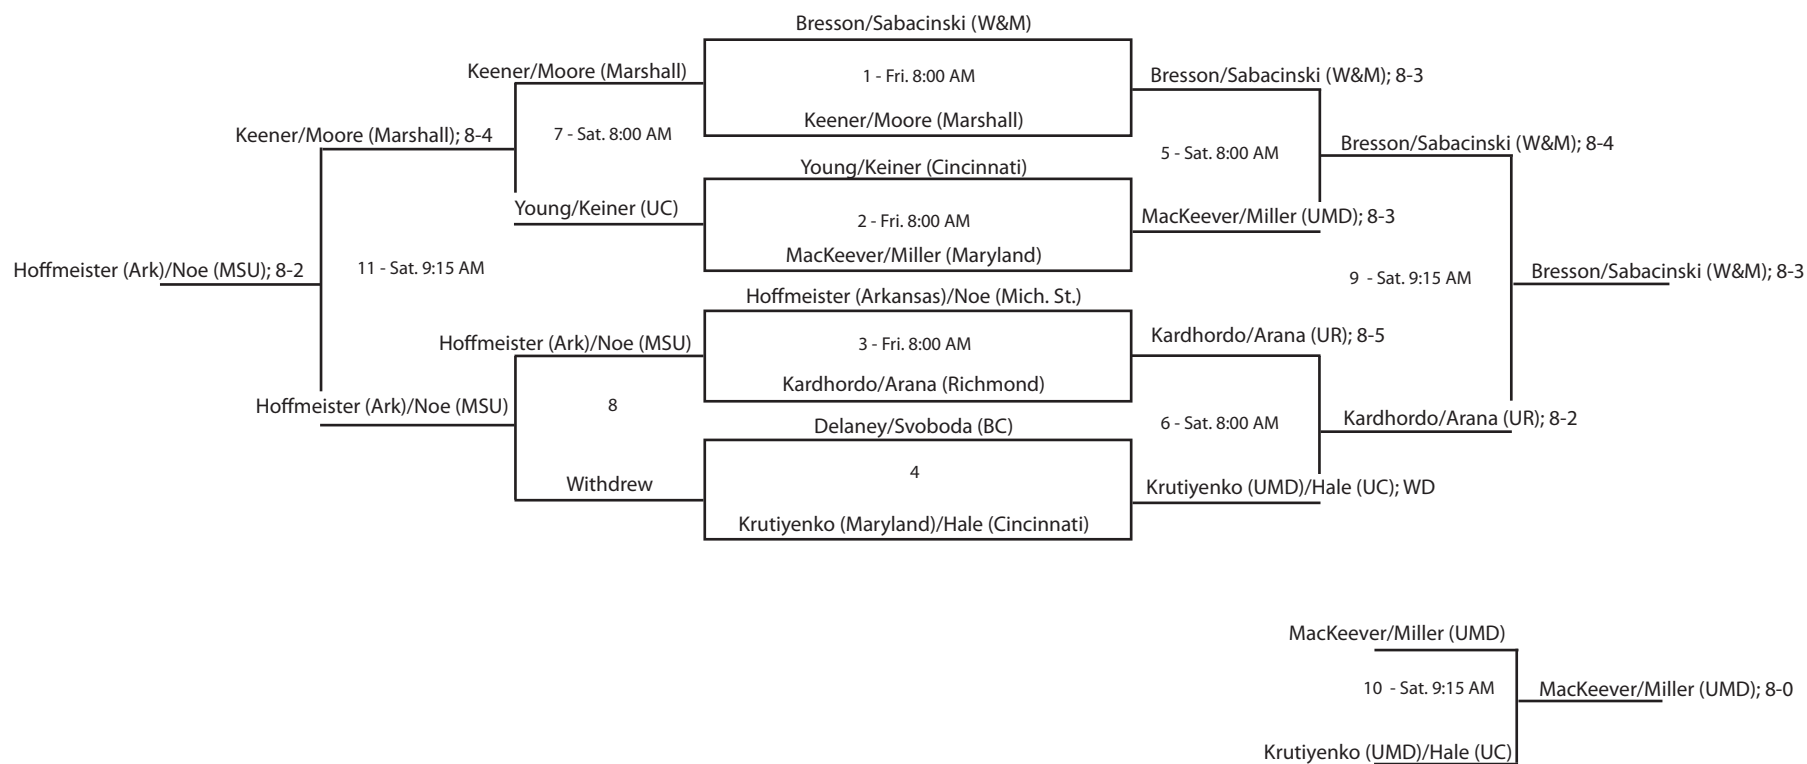 Bresson/Sabacinski (W&M)
Keener/Moore (Marshall)
1 - Fri. 8:00 AM
Bresson/Sabacinski (W&M); 8-3
Keener/Moore (Marshall); 8-4
7 - Sat. 8:00 AM
Keener/Moore (Marshall)
5 - Sat. 8:00 AM
Bresson/Sabacinski (W&M); 8-4
Young/Keiner (Cincinnati)
Young/Keiner (UC)
2 - Fri. 8:00 AM
MacKeever/Miller (UMD); 8-3
MacKeever/Miller (Maryland)
Hoffmeister (Ark)/Noe (MSU); 8-2
11 - Sat. 9:15 AM
9  - Sat. 9:15 AM
Bresson/Sabacinski (W&M); 8-3
Hoffmeister (Arkansas)/Noe (Mich. St.)
Hoffmeister (Ark)/Noe (MSU)
3 - Fri. 8:00 AM
Kardhordo/Arana (UR); 8-5
Kardhordo/Arana (Richmond)
Hoffmeister (Ark)/Noe (MSU)
8
Delaney/Svoboda (BC)
6 - Sat. 8:00 AM
Kardhordo/Arana (UR); 8-2
4
Withdrew
Krutiyenko (UMD)/Hale (UC); WD
Krutiyenko (Maryland)/Hale (Cincinnati)
MacKeever/Miller (UMD)
10  - Sat. 9:15 AM
MacKeever/Miller (UMD); 8-0
Krutiyenko (UMD)/Hale (UC)